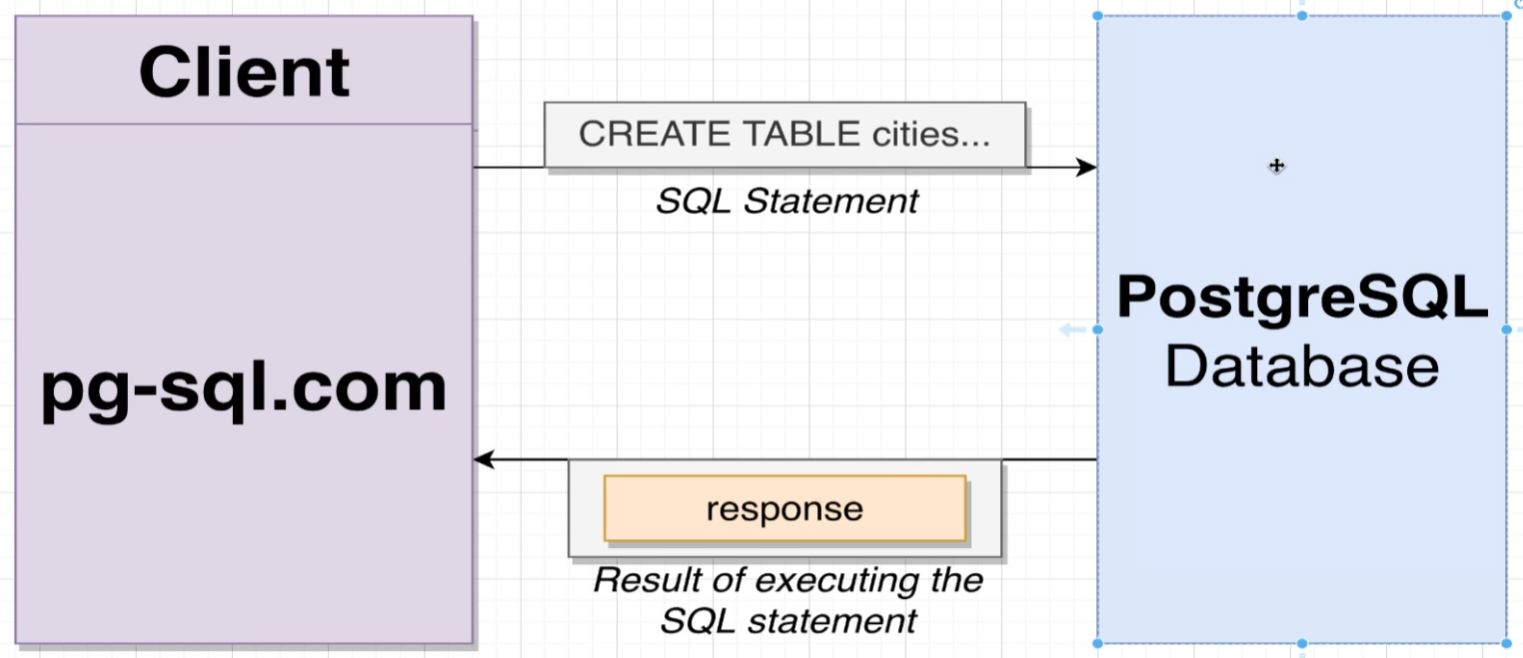 Client
pg-sql.com
CREATE TABLE cities...
SQL Statement
PostgreSQL
Database
response
Result of executing the
SQL statement